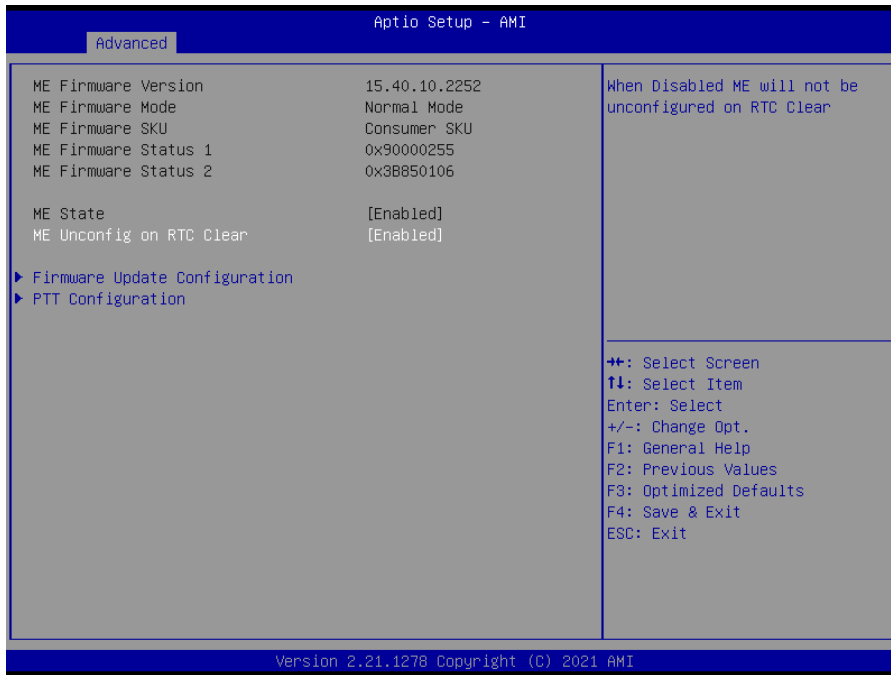 Aptio Setup – AMI
Advanced
ME Firmware Version 15.40.10.2252
ME Firmware Mode Normal Mode
ME Firmware SKU Consumer SKU
ME Firmware Status 1 0x90000255
ME Firmware Status 2 0x3B850106
ME State [Enabled]
ME Unconfig on RTC Clear [Enabled]
Firmware Update Configuration
PTT Configuration
When Disabled ME will not be
unconfigured on RTC Clear
→←: Select Screen
↑↓: Select Item
Enter: Select
+/-: Change Opt.
F1: General Help
F2: Previous Values
F3: Optimized Defaults
F4: Save & Exit
ESC: Exit
Version 2.21.1278 Copyright (C) 2021 AMI